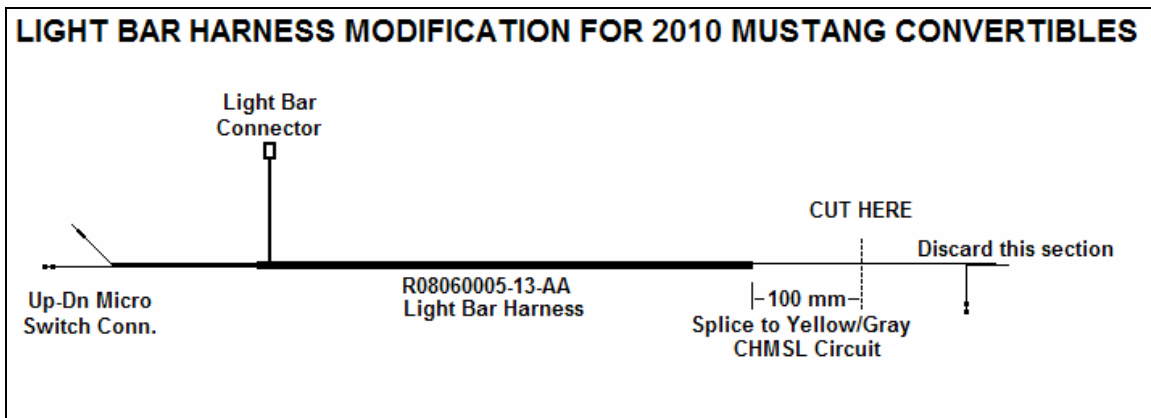 LIGHT BAR HARNESS MODIFICATION FOR 2010 MUSTANG CONVERTIBLES
Light Bar
Connector
CUT HERE
Discard this section
Up-Dn Micro
Switch Conn.
R08060005-13-AA
Light Bar Harness
100 mm
Splice to Yellow/Gray
CHMSL Circuit